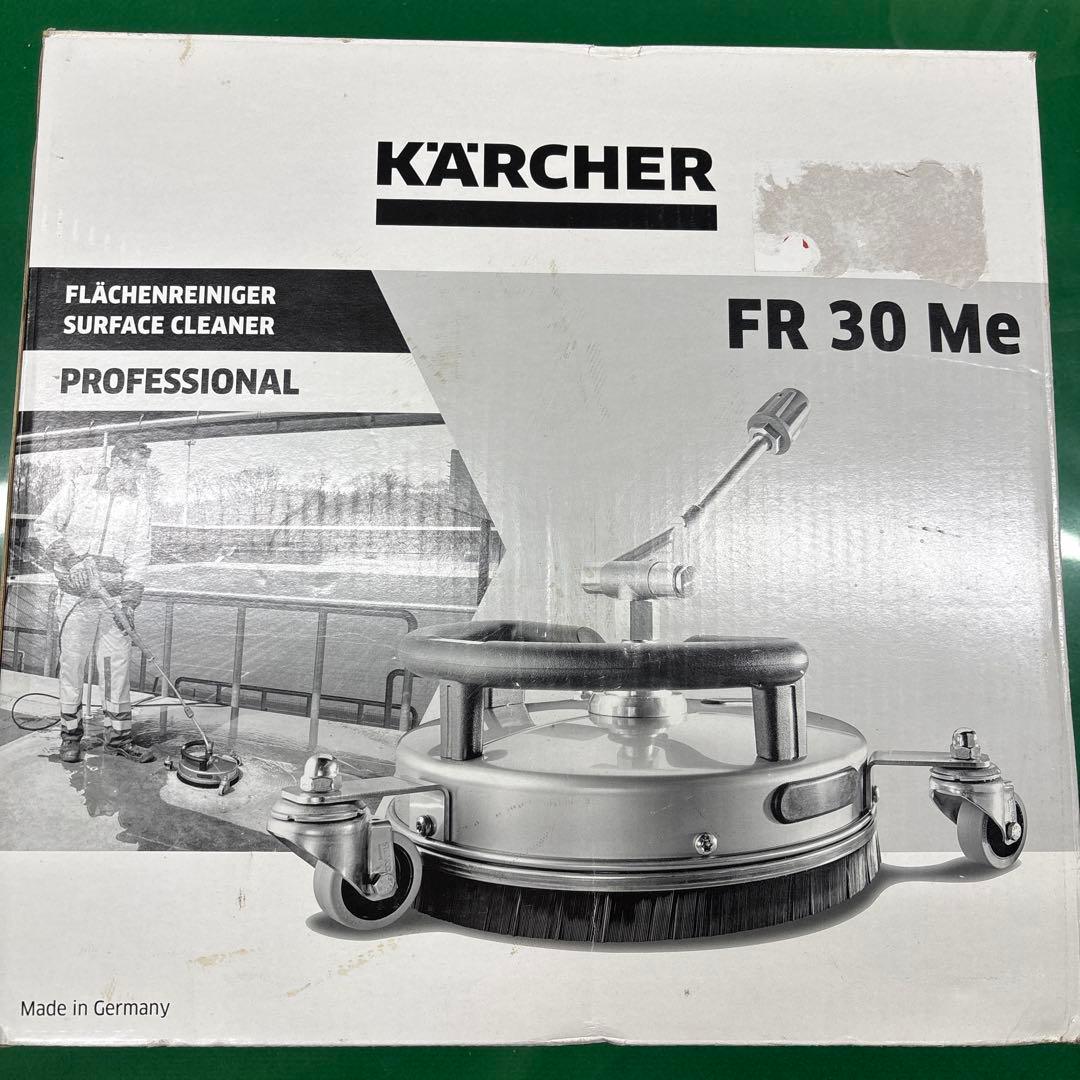 KÄRCHER
FLÄCHENREINIGER
SURFACE CLEANER
PROFESSIONAL
FR 30 Me
Made in Germany